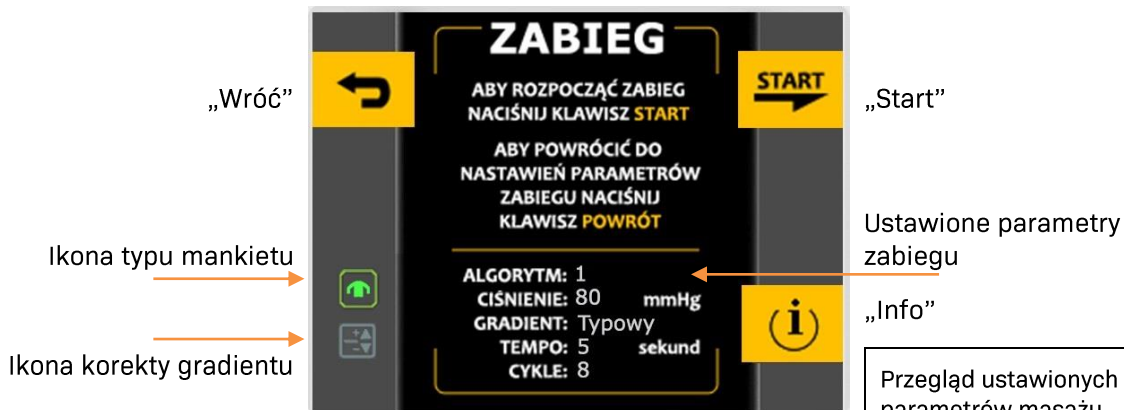 ZABIEG
„Wróć”
ABY ROZPOCZĄĆ ZABIEG
NACIŚNIJ KLAWISZ START
START
„Start”
ABY POWRÓCIĆ DO
NASTAWIEŃ PARAMETRÓW
ZABIEGU NACIŚNIJ
KLAWISZ POWRÓT
Ustawione parametry
zabiegu
Ikona typu mankietu
ALGORYTM: 1
CIŚNIENIE: 80 mmHg
GRADIENT: Typowy
TEMPO: 5 sekund
CYKLE: 8
i
„Info”
Ikona korekty gradientu
Przegląd ustawionych
parametrów masażu